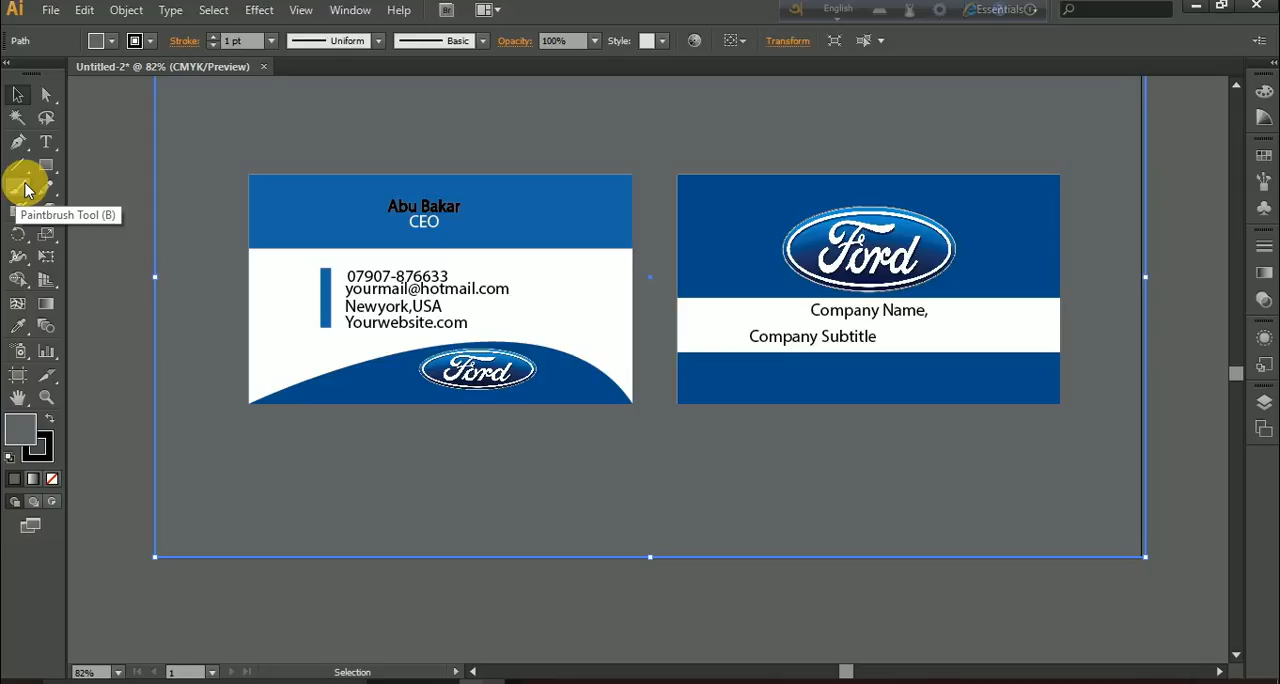 Ai File Edit Object Type Select Effect View Window Help Br English Essentials
Path Stroke: 1 pt Uniform Basic Opacity: 100% Style: Transform
Untitled-2* @ 82% (CMYK/Preview) ×
T
Paintbrush Tool (B)
Abu Bakar
CEO
07907-876633
yourmail@hotmail.com
Newyork,USA
Yourwebsite.com
Ford
Ford
Company Name,
Company Subtitle
82% 1 Selection